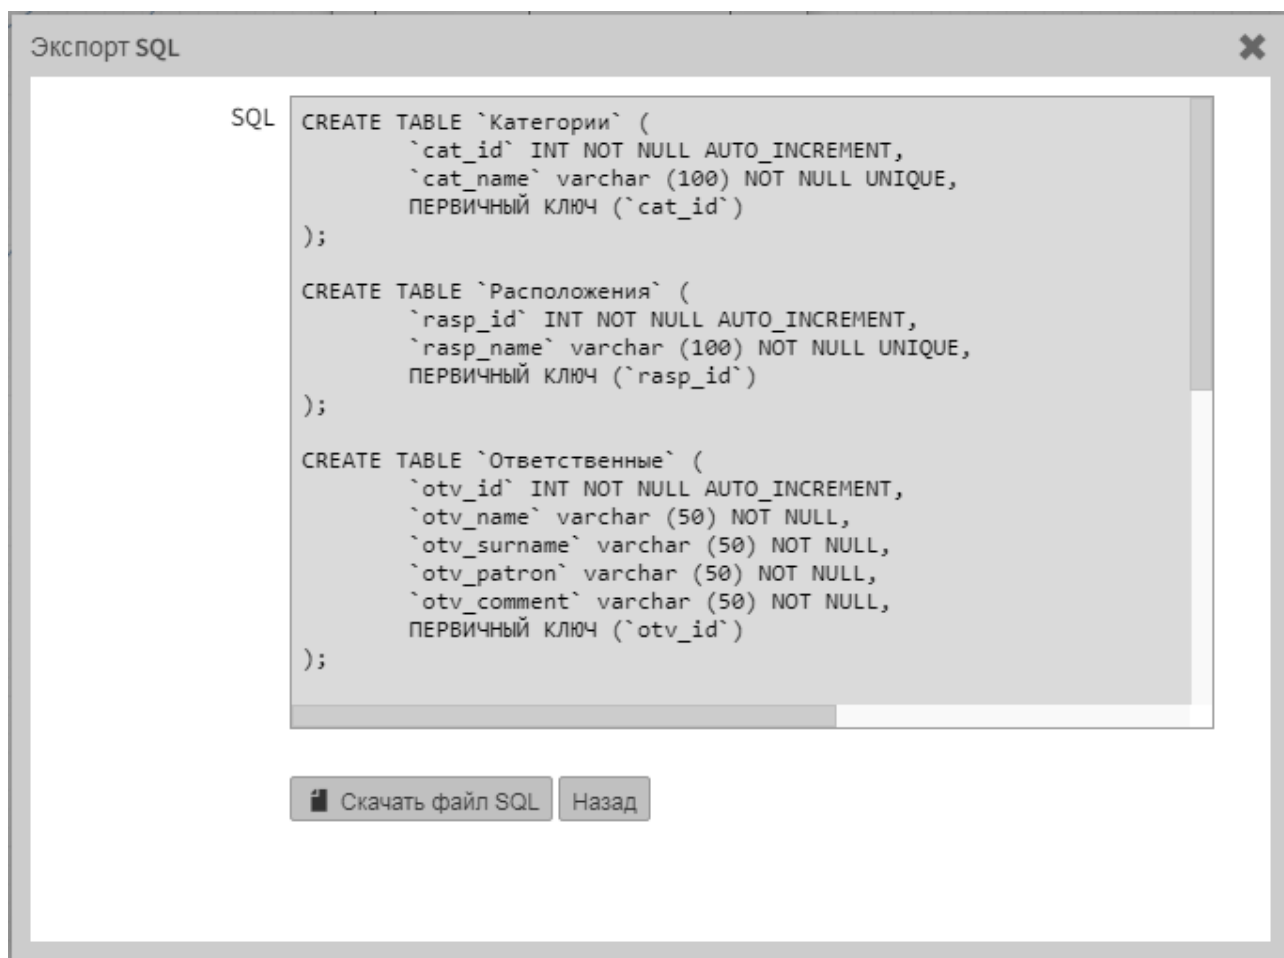 Экспорт SQL
SQL
CREATE TABLE `Категории` (
`cat_id` INT NOT NULL AUTO_INCREMENT,
`cat_name` varchar (100) NOT NULL UNIQUE,
ПЕРВИЧНЫЙ КЛЮЧ (`cat_id`)
);
CREATE TABLE `Расположения` (
`rasp_id` INT NOT NULL AUTO_INCREMENT,
`rasp_name` varchar (100) NOT NULL UNIQUE,
ПЕРВИЧНЫЙ КЛЮЧ (`rasp_id`)
);
CREATE TABLE `Ответственные` (
`otv_id` INT NOT NULL AUTO_INCREMENT,
`otv_name` varchar (50) NOT NULL,
`otv_surname` varchar (50) NOT NULL,
`otv_patron` varchar (50) NOT NULL,
`otv_comment` varchar (50) NOT NULL,
ПЕРВИЧНЫЙ КЛЮЧ (`otv_id`)
);
Скачать файл SQL
Назад